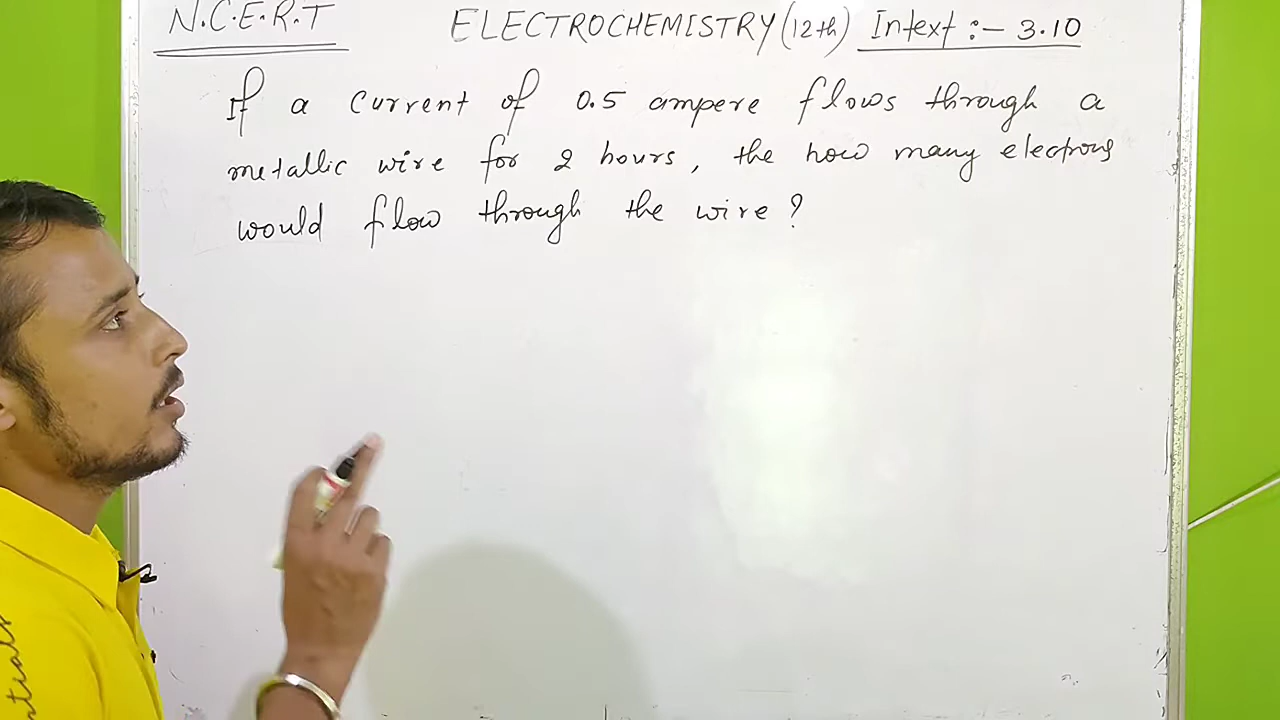 N.C.E.R.T ELECTROCHEMISTRY (12th) Intext :- 3.10
If a current of 0.5 ampere flows through a
metallic wire for 2 hours, the how many electrons
would flow through the wire ?